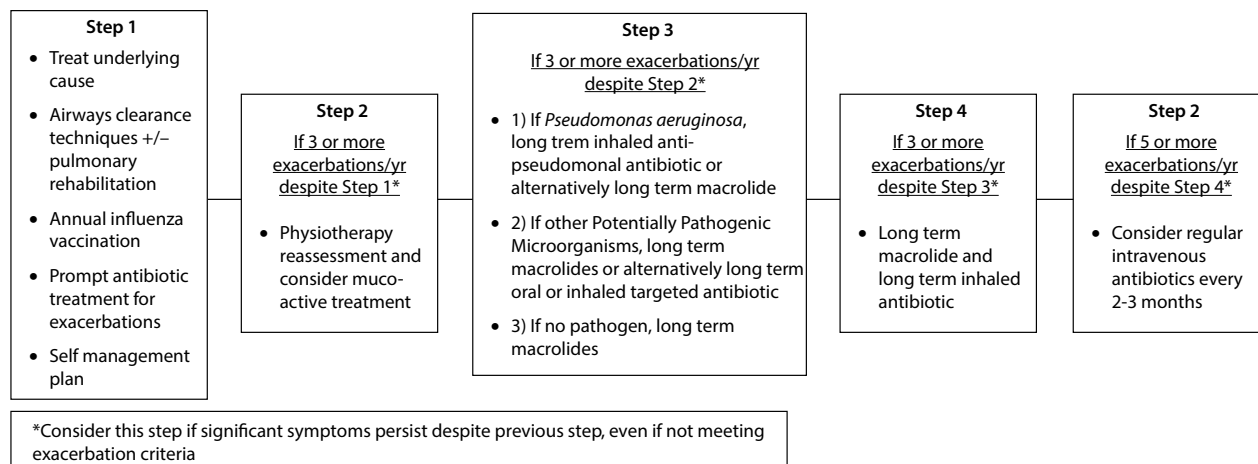 Step 1
• Treat underlying
cause
• Airways clearance
techniques +/–
pulmonary
rehabilitation
• Annual influenza
vaccination
• Prompt antibiotic
treatment for
exacerbations
• Self management
plan
Step 2
If 3 or more
exacerbations/yr
despite Step 1*
• Physiotherapy
reassessment and
consider muco-
active treatment
Step 3
If 3 or more exacerbations/yr
despite Step 2*
• 1) If Pseudomonas aeruginosa,
long trem inhaled anti-
pseudomonal antibiotic or
alternatively long term macrolide
• 2) If other Potentially Pathogenic
Microorganisms, long term
macrolides or alternatively long term
oral or inhaled targeted antibiotic
• 3) If no pathogen, long term
macrolides
Step 4
If 3 or more
exacerbations/yr
despite Step 3*
• Long term
macrolide and
long term inhaled
antibiotic
Step 2
If 5 or more
exacerbations/yr
despite Step 4*
• Consider regular
intravenous
antibiotics every
2-3 months
*Consider this step if significant symptoms persist despite previous step, even if not meeting
exacerbation criteria